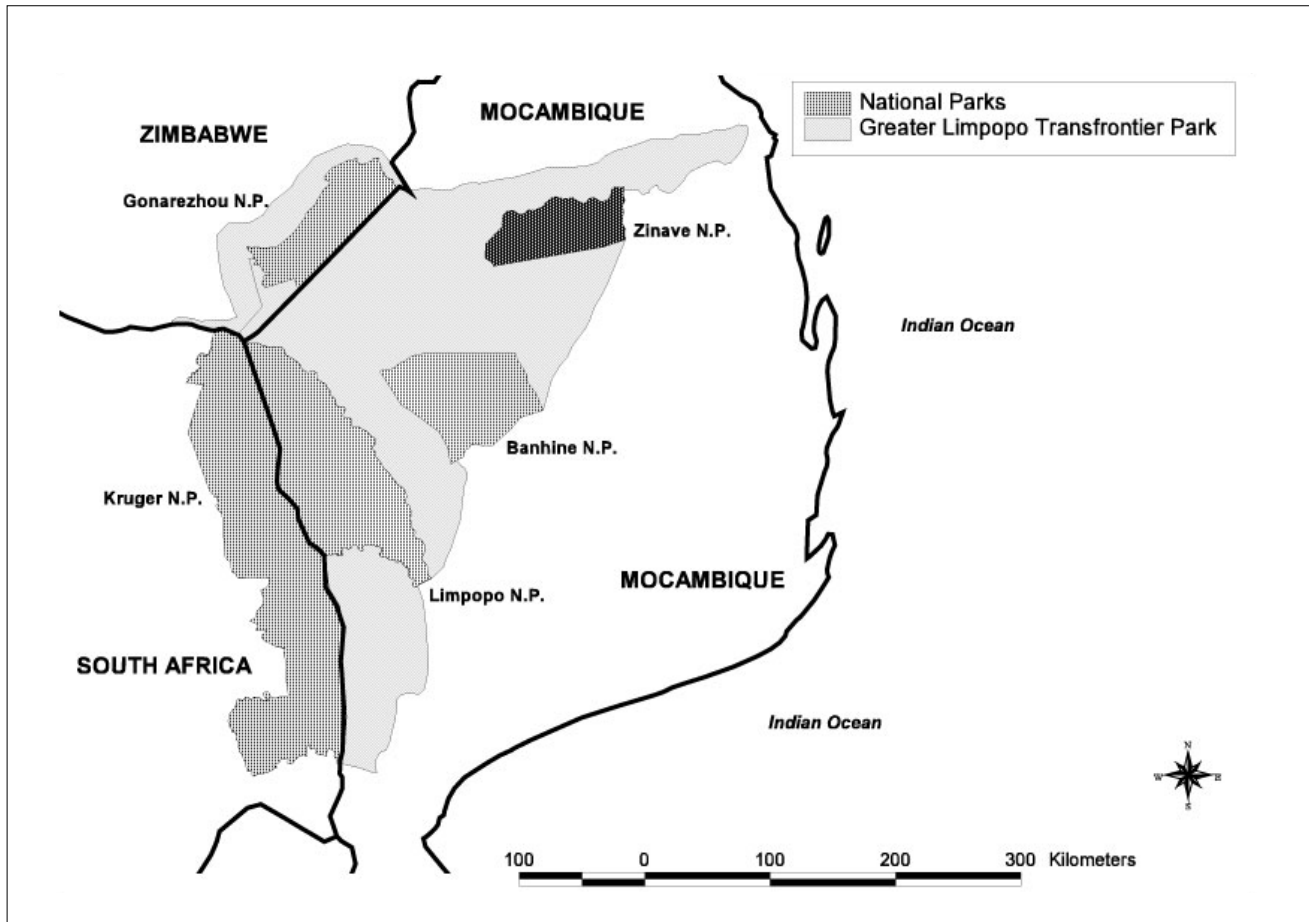 MOCAMBIQUE
ZIMBABWE
National Parks
Greater Limpopo Transfrontier Park
Gonarezhou N.P.
Zinave N.P.
Indian Ocean
Banhine N.P.
Kruger N.P.
MOCAMBIQUE
Limpopo N.P.
SOUTH AFRICA
Indian Ocean
N
W E
S
100 0 100 200 300 Kilometers